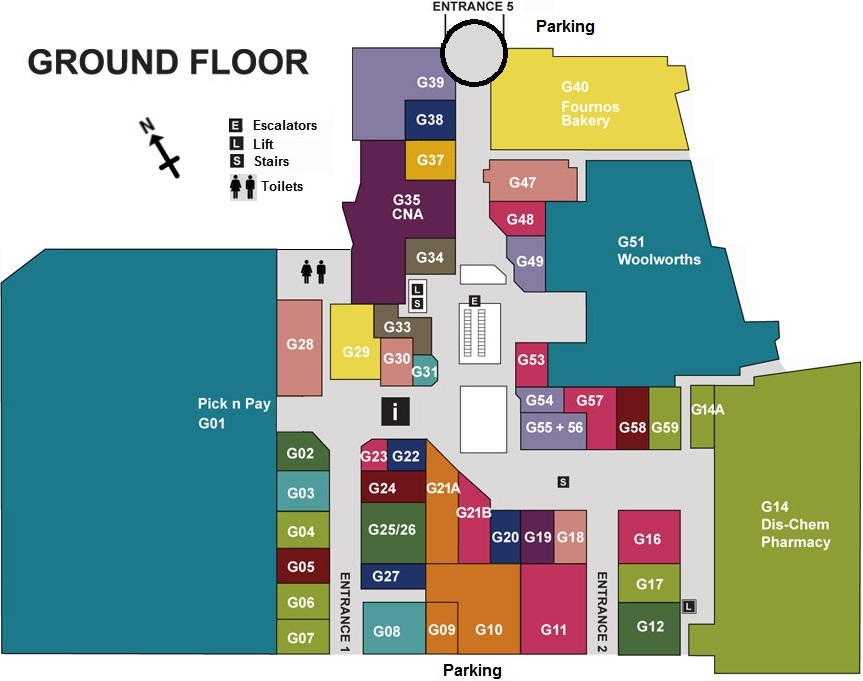 ENTRANCE 5
Parking
GROUND FLOOR
N
E Escalators
L Lift
S Stairs
Toilets
G39
G38
G37
G35
CNA
G34
G40
Fournos
Bakery
G47
G48
G49
G51
Woolworths
L
S
E
G28
G29
G33
G30
G31
G53
i
Pick n Pay
G01
G54
G57
G55 + 56
G58
G59
G14A
G02
G03
G04
G05
G06
G07
G23
G22
G24
G21A
G25/26
G21B
G27
S
G20
G19
G18
G16
G17
G12
L
G14
Dis-Chem
Pharmacy
ENTRANCE 1
G08
G09
G10
G11
ENTRANCE 2
Parking